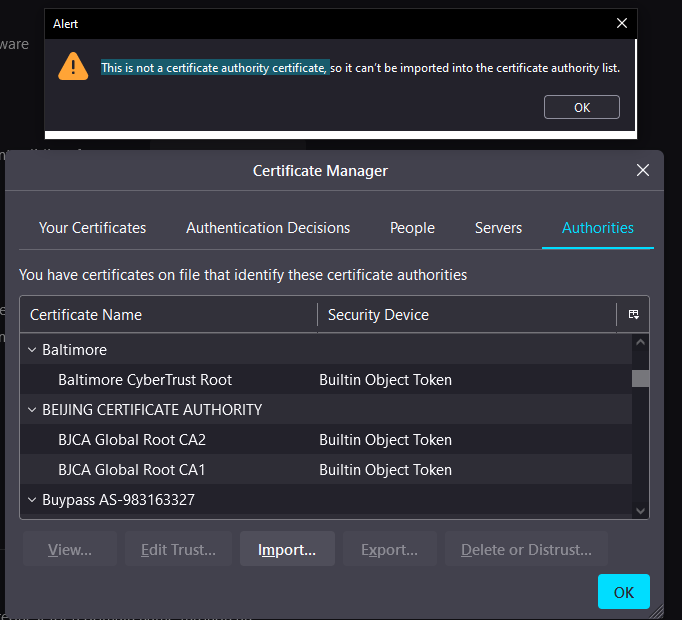 Alert
ware
This is not a certificate authority certificate, so it can't be imported into the certificate authority list.
OK
Certificate Manager
Your Certificates Authentication Decisions People Servers Authorities
You have certificates on file that identify these certificate authorities
Certificate Name Security Device
Baltimore
Baltimore CyberTrust Root Builtin Object Token
BEIJING CERTIFICATE AUTHORITY
BJCA Global Root CA2 Builtin Object Token
BJCA Global Root CA1 Builtin Object Token
Buypass AS-983163327
View... Edit Trust... Import... Export... Delete or Distrust...
OK